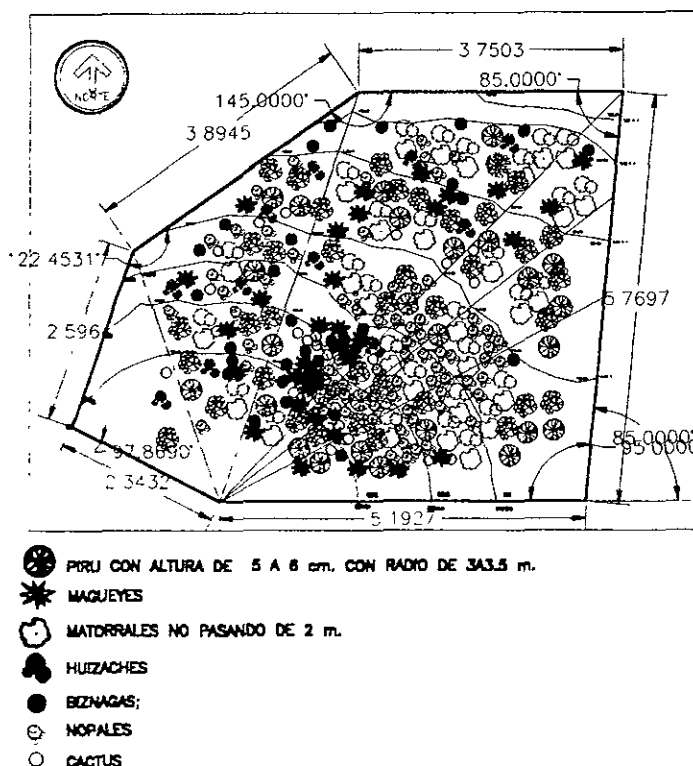 NORTE
3.7503
85.0000°
145.0000°
3.8945
122.4531°
5.7697
2.596
97.8690°
2.3432
85.0000°
95.0000
5.1927
PIRU CON ALTURA DE 5 A 6 cm. CON RADIO DE 3A3.5 m.
MAGUEYES
MATORRALES NO PASANDO DE 2 m.
HUIZACHES
BIZNAGAS;
NOPALES
CACTUS